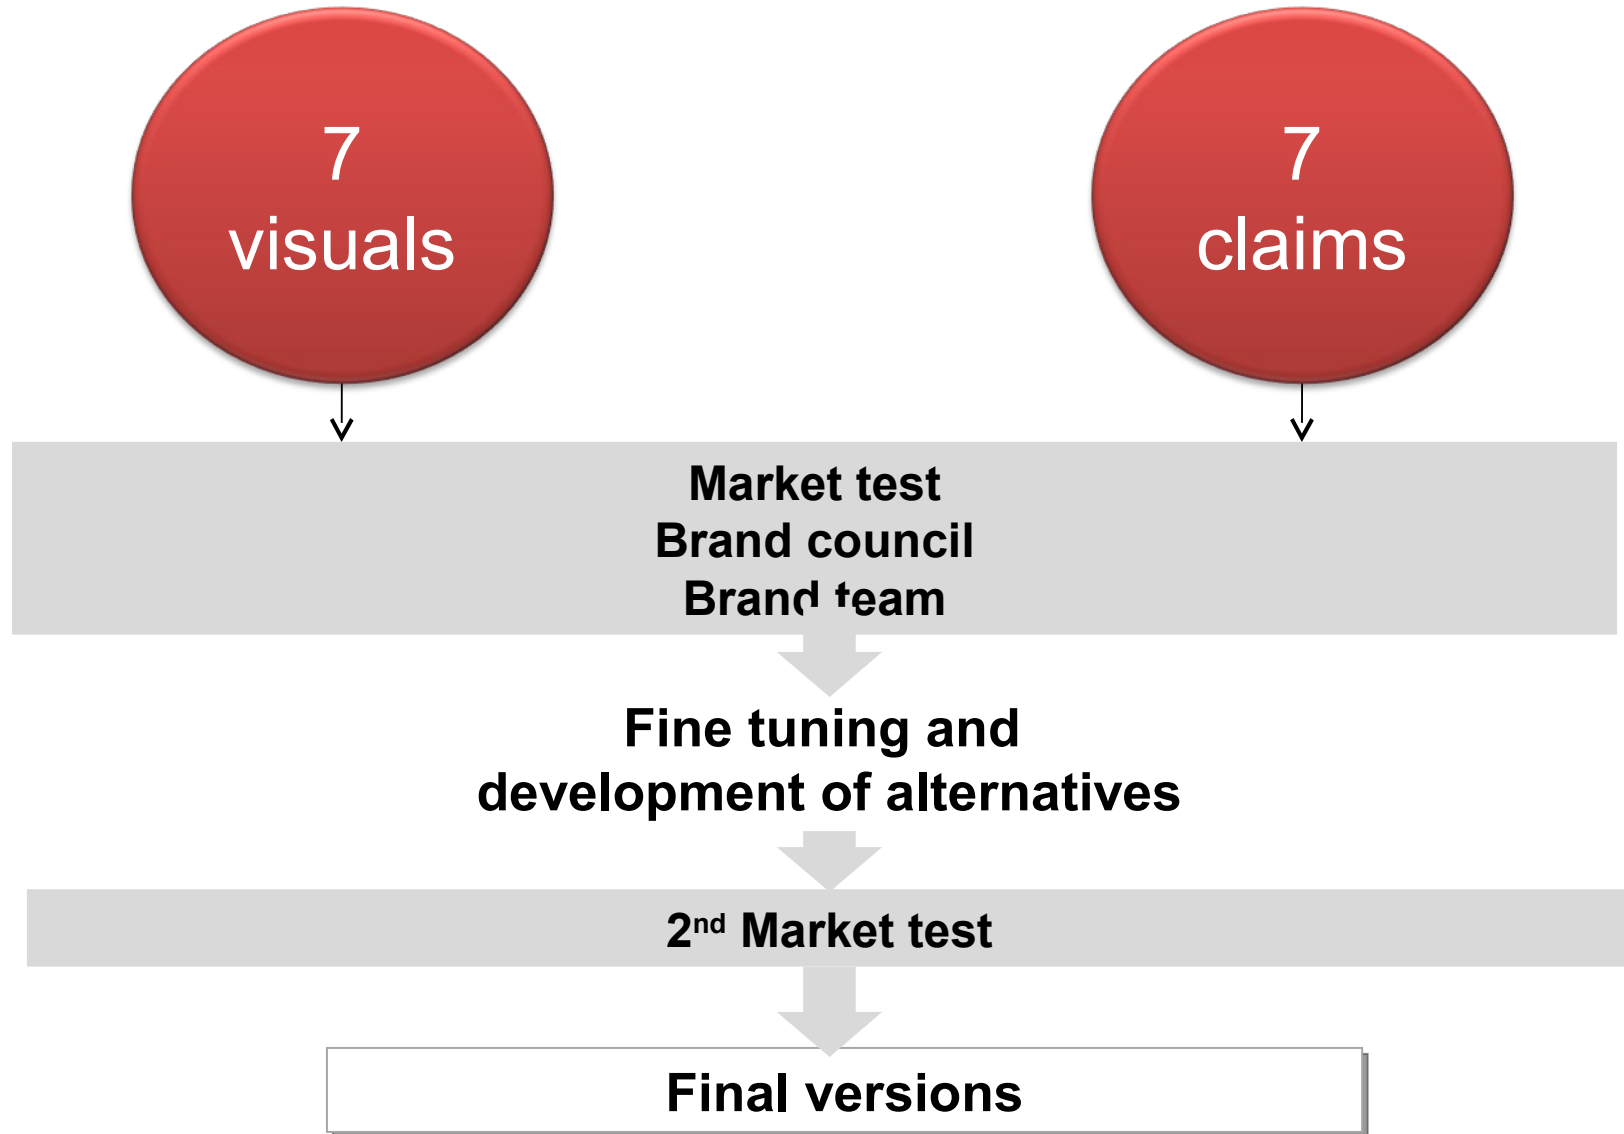 7
visuals
7
claims
Market test
Brand council
Brand team
Fine tuning and
development of alternatives
2nd Market test
Final versions